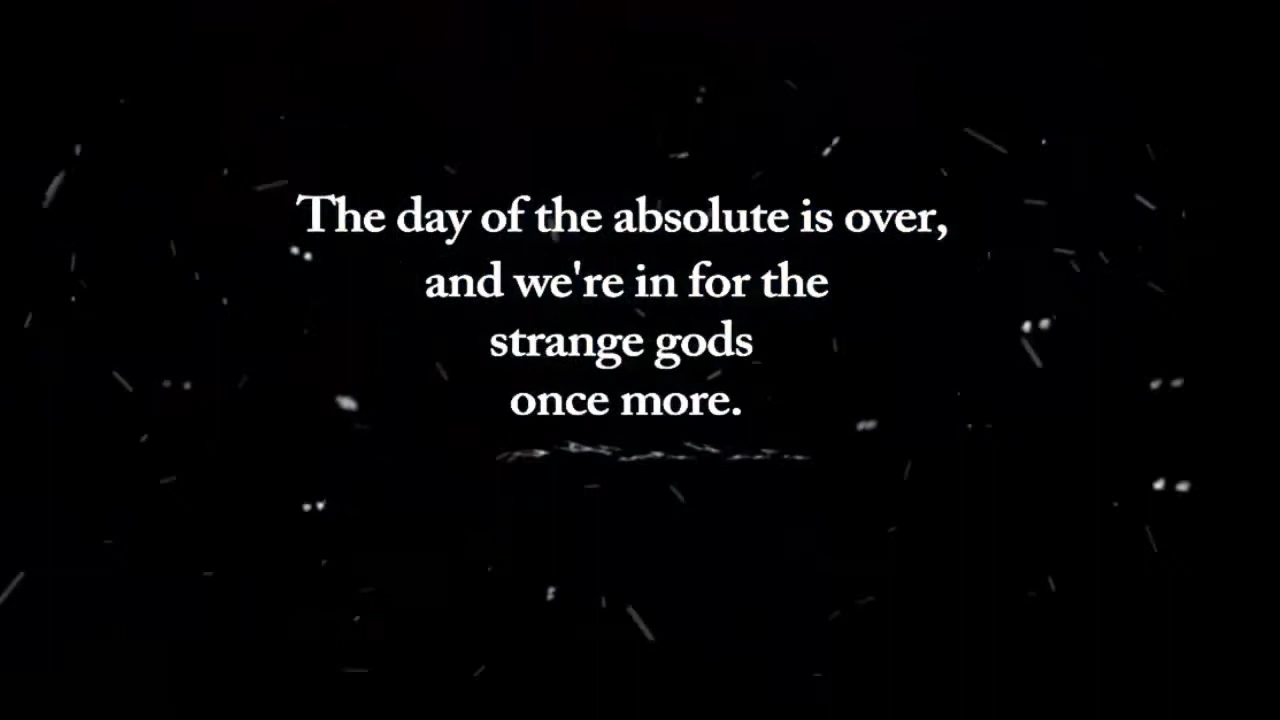 The day of the absolute is over,
and we're in for the
strange gods
once more.